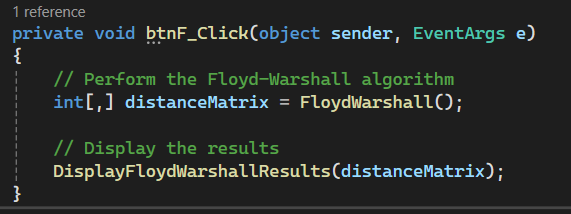 1 reference
private void btnF_Click(object sender, EventArgs e)
{
// Perform the Floyd-Warshall algorithm
int[,] distanceMatrix = FloydWarshall();
// Display the results
DisplayFloydWarshallResults(distanceMatrix);
}